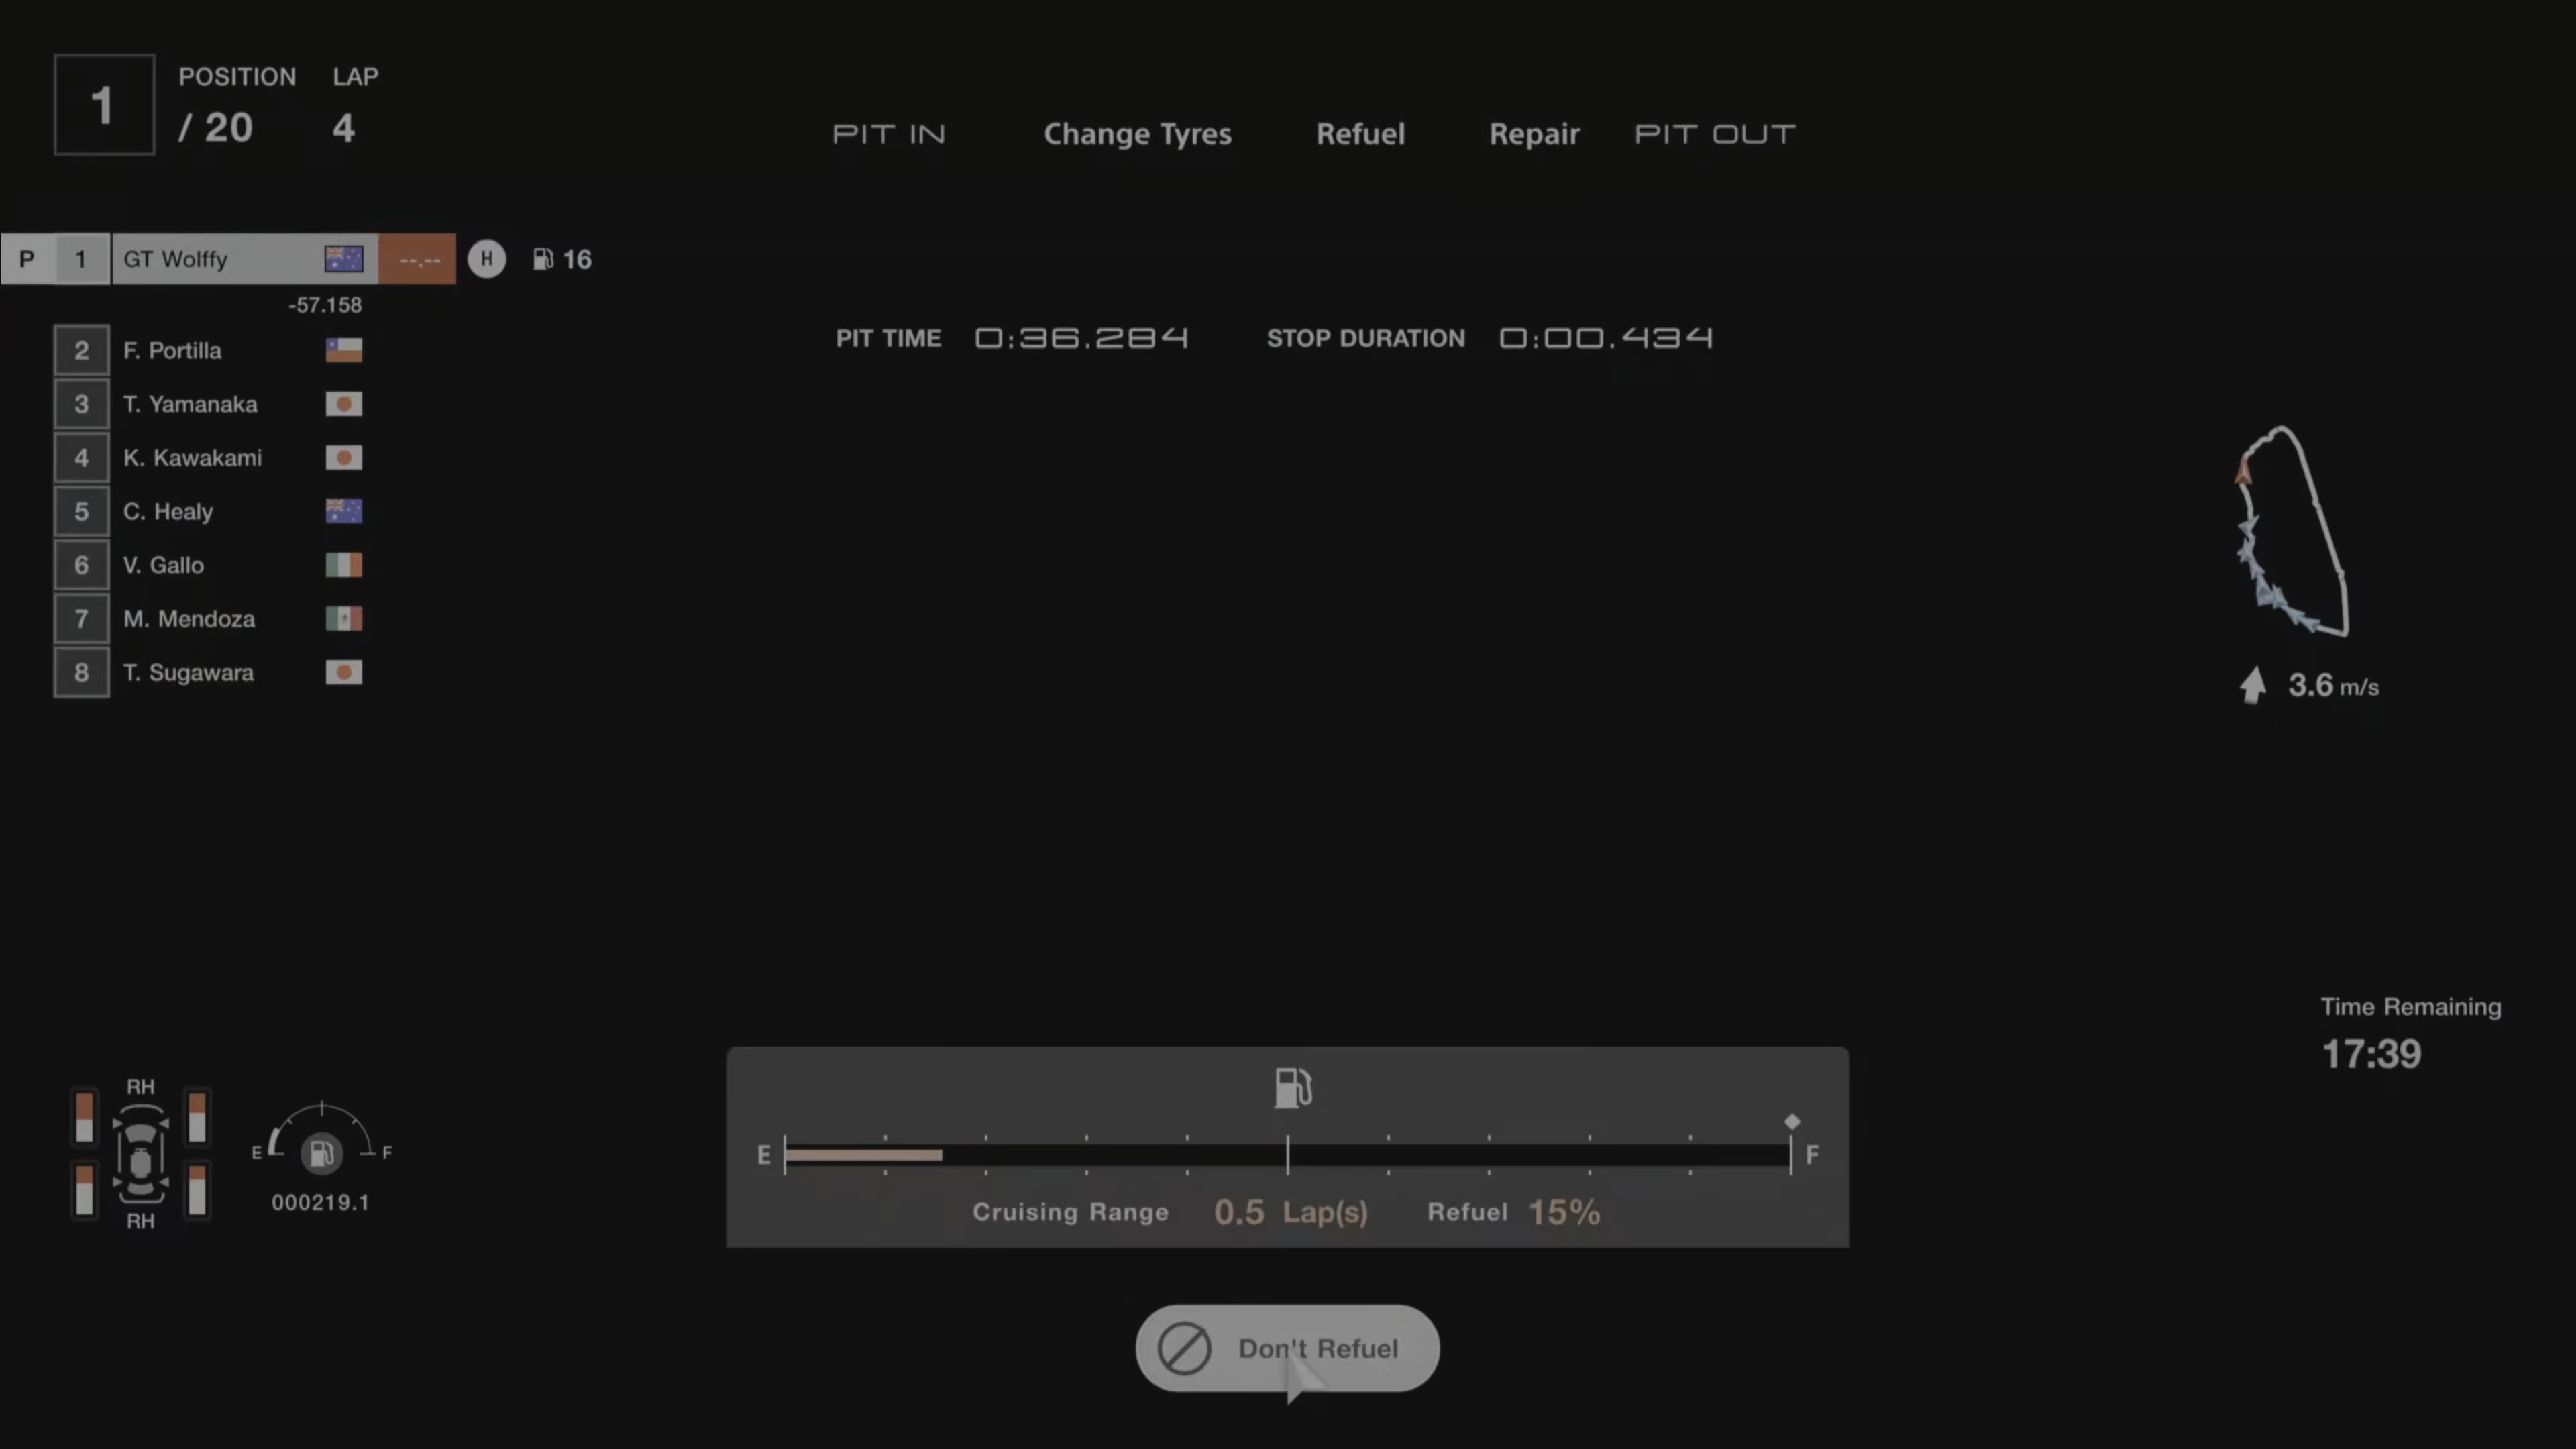 1
POSITION LAP
/ 20 4
PIT IN Change Tyres Refuel Repair PIT OUT
P 1 GT Wolffy --.-- H 16
-57.158
PIT TIME 0:36.284 STOP DURATION 0:00.434
2 F. Portilla
3 T. Yamanaka
4 K. Kawakami
5 C. Healy
6 V. Gallo
7 M. Mendoza
8 T. Sugawara
3.6 m/s
Time Remaining
17:39
RH
RH
E F
000219.1
E F
Cruising Range 0.5 Lap(s) Refuel 15%
Don't Refuel